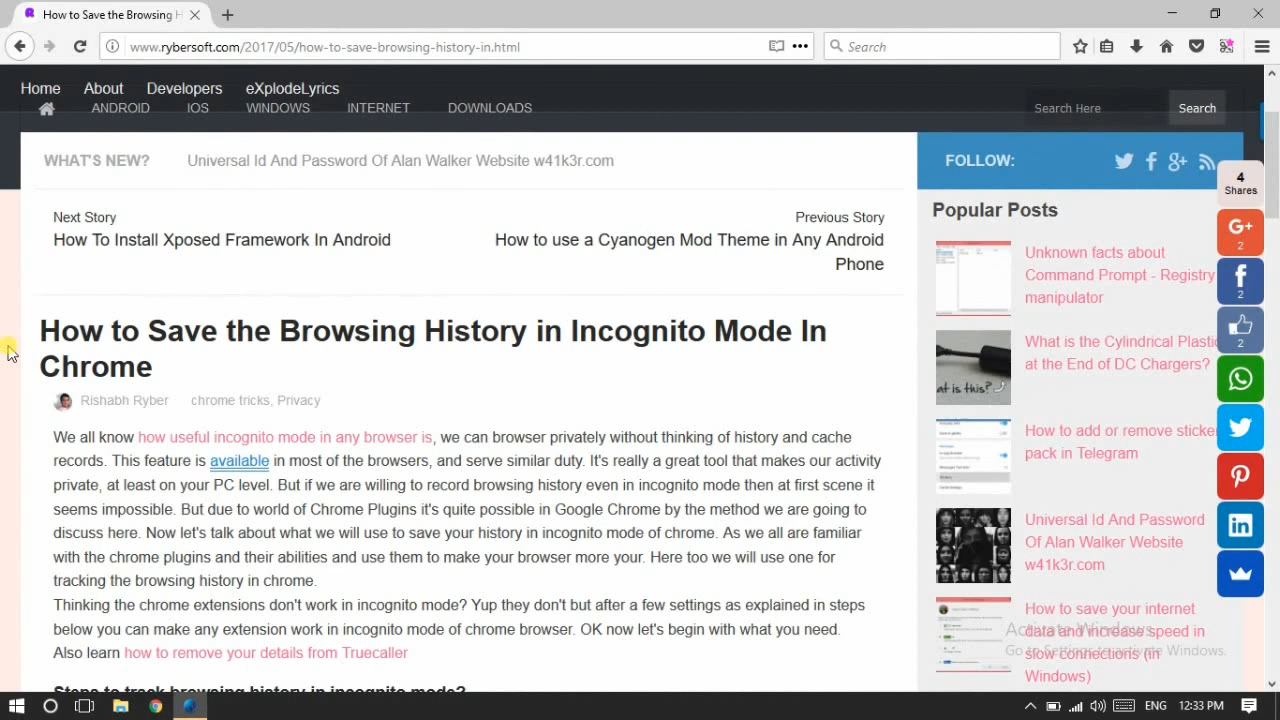 How to Save Browsing History
www.rybersoft.com/2017/05/how-to-save-browsing-history-in.html
Search
Home About Developers eXplodeLyrics
ANDROID IOS WINDOWS INTERNET DOWNLOADS
Search Here Search
WHAT'S NEW? Universal Id And Password Of Alan Walker Website w41k3r.com
FOLLOW:
Next Story
How To Install Xposed Framework In Android
Previous Story
How to use a Cyanogen Mod Theme in Any Android
Phone
How to Save the Browsing History in Incognito Mode In
Chrome
Rishabh Ryber chrome tricks, Privacy
We all know how useful incognito mode in any browser is, we can browser privately without thinking of history and cache
records. This feature is available in most of the browsers, and serve similar duty. It's really a great tool that makes our activity
private, at least on your PC level. But if we are willing to record browsing history even in incognito mode then at first scene it
seems impossible. But due to world of Chrome Plugins it's quite possible in Google Chrome by the method we are going to
discuss here. Now let's talk about what we will use to save your history in incognito mode of chrome. As we all are familiar
with the chrome plugins and their abilities and use them to make your browser more your. Here too we will use one for
tracking the browsing history in chrome.
Thinking the chrome extensions don't work in incognito mode? Yup they don't but after a few settings as explained in steps
below you can make any extension work in incognito mode of chrome browser. OK now let's begin with what you need.
Also learn how to remove your details from Truecaller
Steps to track browsing history in incognito mode?
Popular Posts
Unknown facts about
Command Prompt - Registry
manipulator
What is the Cylindrical Plastic
at the End of DC Chargers?
at is this?
How to add or remove sticker
pack in Telegram
Universal Id And Password
Of Alan Walker Website
w41k3r.com
How to save your internet
data and increase speed in
slow connections (in
Windows)
4
Shares
G+
2
2
2
Activate Windows
Go to Settings to activate Windows.
ENG 12:33 PM